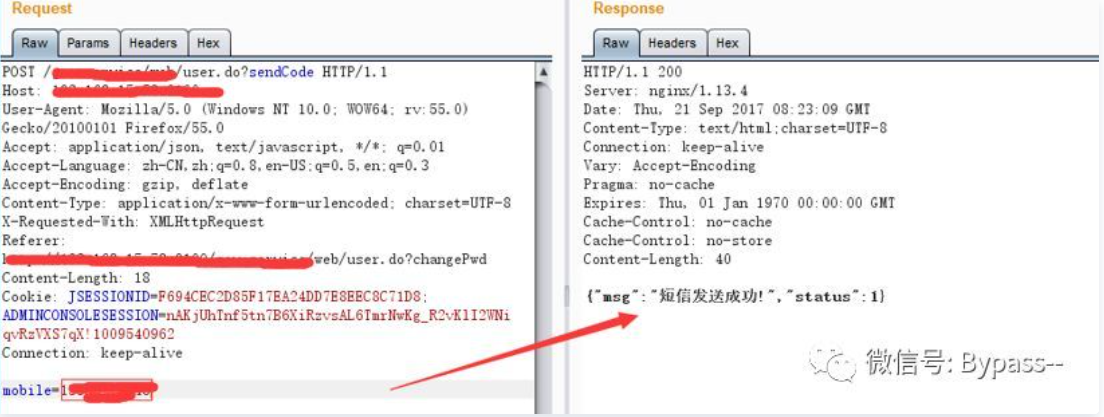 Request
Raw
Params
Headers
Hex
POST / /user.do?sendCode HTTP/1.1
Host:
User-Agent: Mozilla/5.0 (Windows NT 10.0; WOW64; rv:55.0)
Gecko/20100101 Firefox/55.0
Accept: application/json, text/javascript, */*; q=0.01
Accept-Language: zh-CN,zh;q=0.8,en-US;q=0.5,en;q=0.3
Accept-Encoding: gzip, deflate
Content-Type: application/x-www-form-urlencoded; charset=UTF-8
X-Requested-With: XMLHttpRequest
Referer:
web/user.do?changePwd
Content-Length: 18
Cookie: JSESSIONID=F694CEC2D85F17EA24DD7E8EEC8C71D8;
ADMINCONSOLESESSION=nAKjUhTnf5tn7B6XiRzvsAL6TmrNwKg_R2vKlI2WNi
qvRzVXS7qX!1009540962
Connection: keep-alive
mobile=
Response
Raw
Headers
Hex
HTTP/1.1 200
Server: nginx/1.13.4
Date: Thu, 21 Sep 2017 08:23:09 GMT
Content-Type: text/html;charset=UTF-8
Connection: keep-alive
Vary: Accept-Encoding
Pragma: no-cache
Expires: Thu, 01 Jan 1970 00:00:00 GMT
Cache-Control: no-cache
Cache-Control: no-store
Content-Length: 40
{"msg":"短信发送成功!","status":1}
微信号: Bypass--